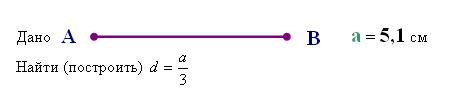 Дано A B a = 5,1 см
Найти (построить) d = a/3